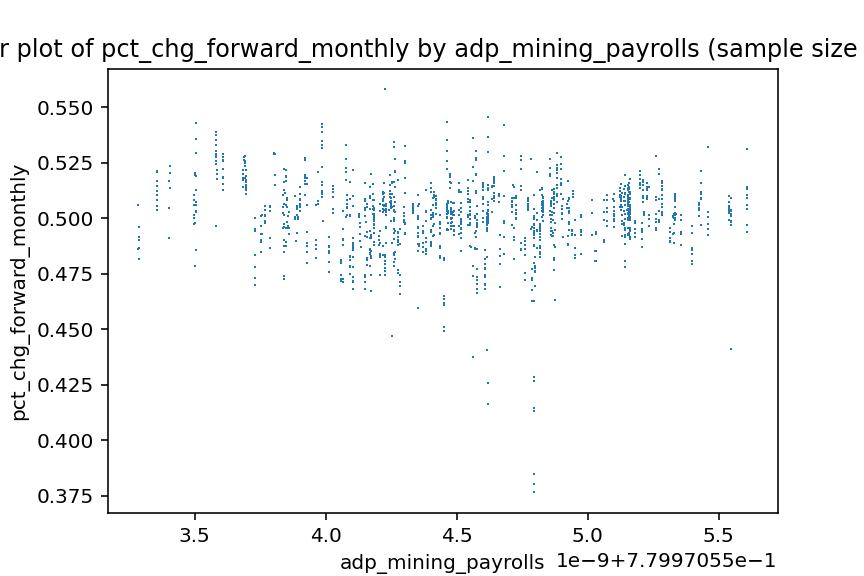 r plot of pct_chg_forward_monthly by adp_mining_payrolls (sample size
pct_chg_forward_monthly
0.550
0.525
0.500
0.475
0.450
0.425
0.400
0.375
3.5 4.0 4.5 5.0 5.5
adp_mining_payrolls 1e−9+7.7997055e−1